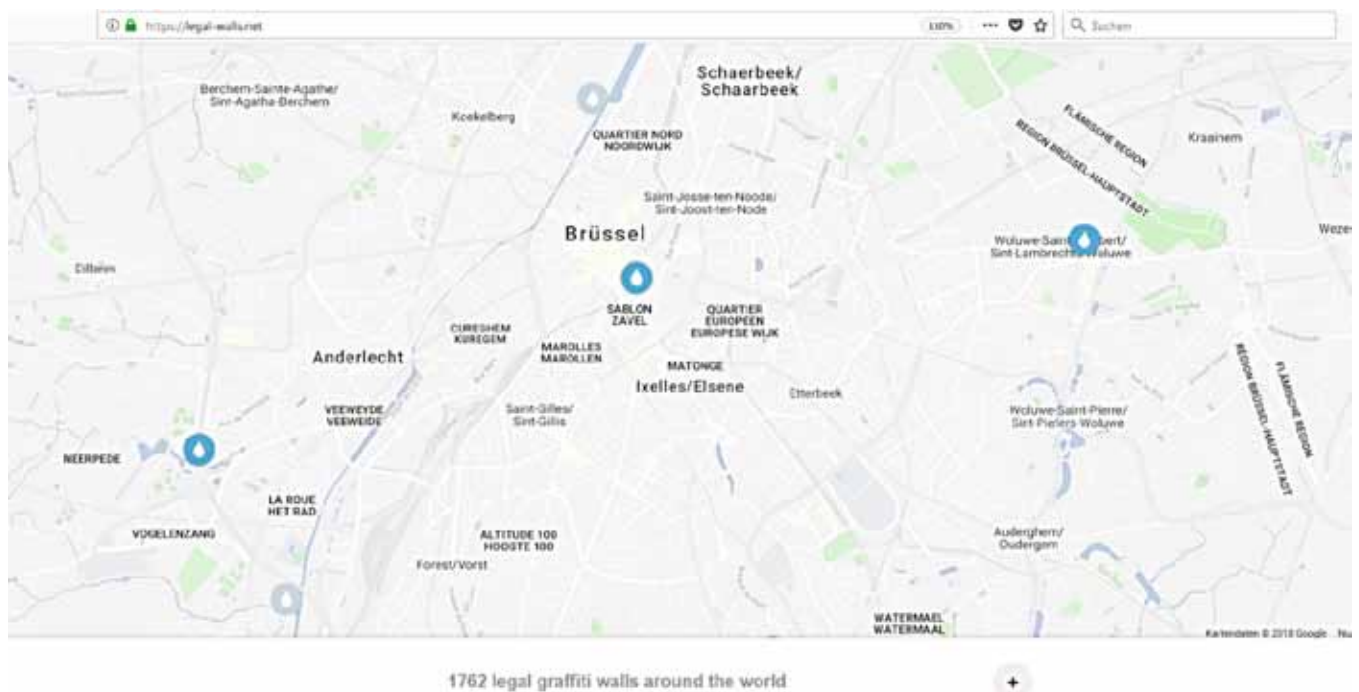 https://legal-walls.net
110%
Suchen
Schaerbeek/
Schaarbeek
Berchem-Sainte-Agathe/
Sint-Agatha-Berchem
Koekelberg
QUARTIER NORD
NOORDWIJK
FLÄMISCHE REGION
REGION BRÜSSEL-HAUPTSTADT
Kraainem
Saint-Josse-ten-Noode/
Sint-Joost-ten-Node
Brüssel
Dilbeek
SABLON
ZAVEL
QUARTIER
EUROPEEN
EUROPESE WIJK
CUREGHEM
KUREGEM
MAROLLES
MAROLLEN
Anderlecht
MATONGE
Ixelles/Elsene
Etterbeek
Saint-Gilles/
Sint-Gillis
VEEWEYDE
VEEWEIDE
Woluwe-Saint-Pierre/
Sint-Pieters-Woluwe
FLÄMISCHE REGION
REGION BRÜSSEL-HAUPTSTADT
NEERPEDE
LA ROUE
HET RAD
VOGELENZANG
ALTITUDE 100
HOOGTE 100
Forest/Vorst
Auderghem/
Oudergem
WATERMAEL
WATERMAAL
Kartendaten © 2018 Google
1762 legal graffiti walls around the world
+